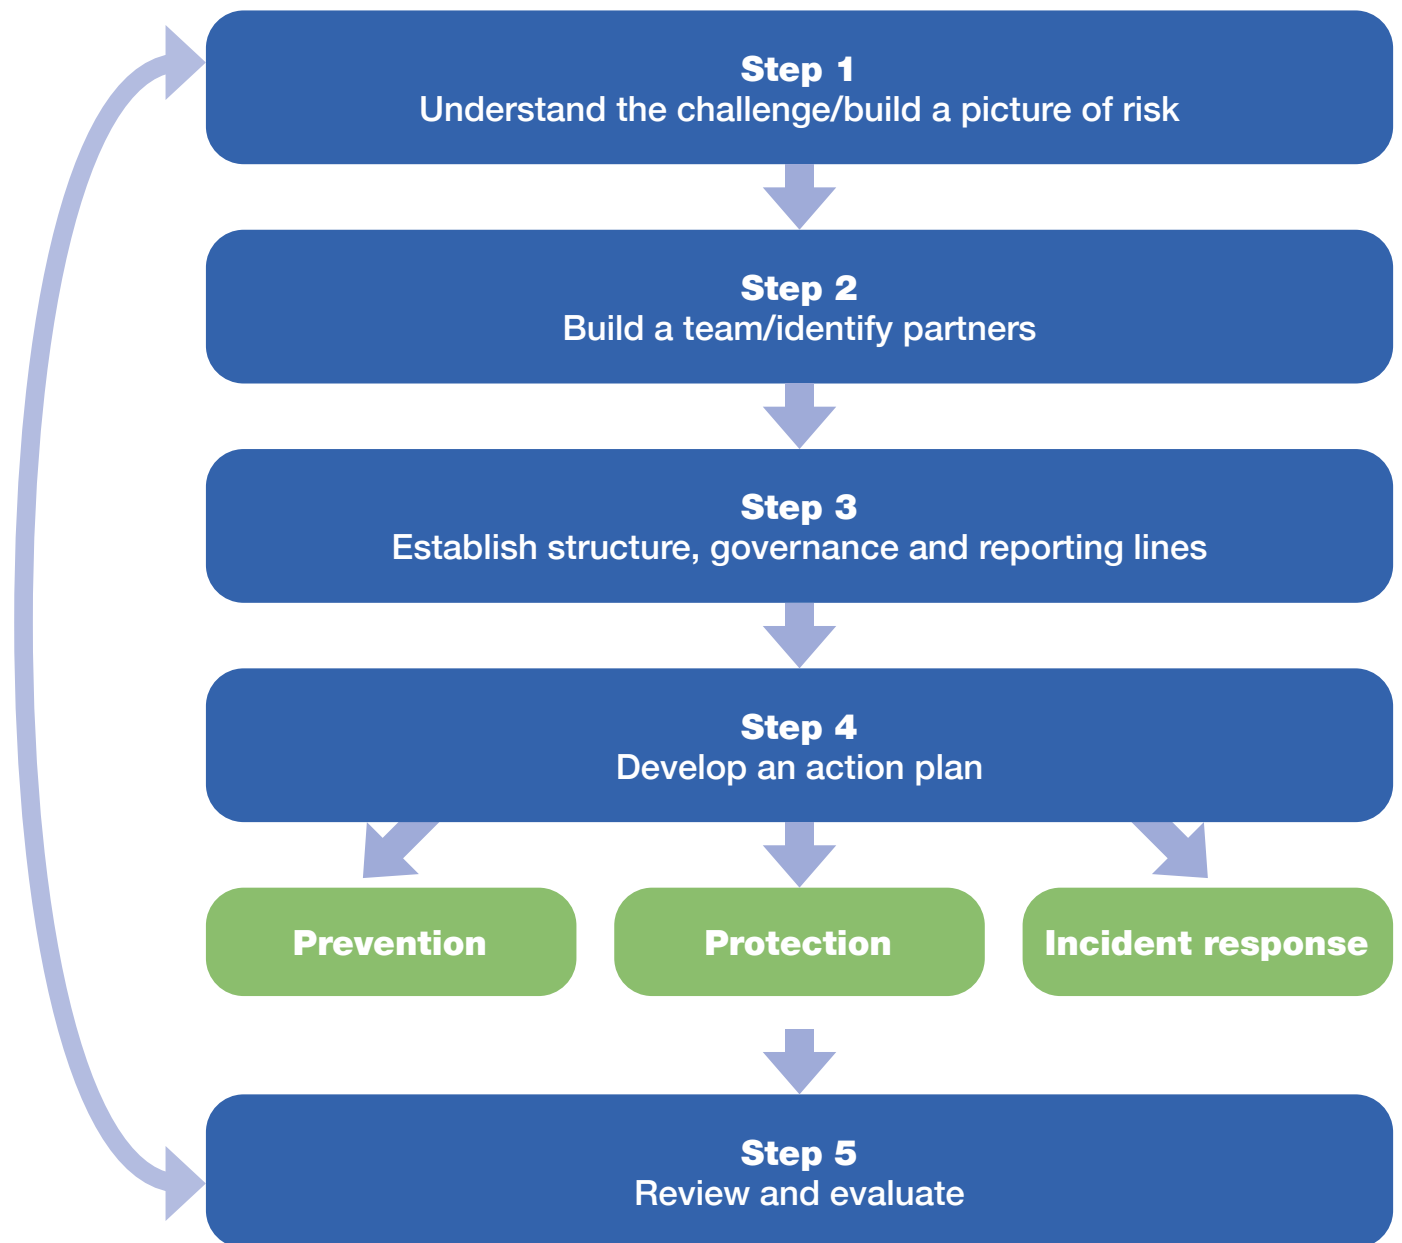 Step 1
Understand the challenge/build a picture of risk
Step 2
Build a team/identify partners
Step 3
Establish structure, governance and reporting lines
Step 4
Develop an action plan
Prevention
Protection
Incident response
Step 5
Review and evaluate